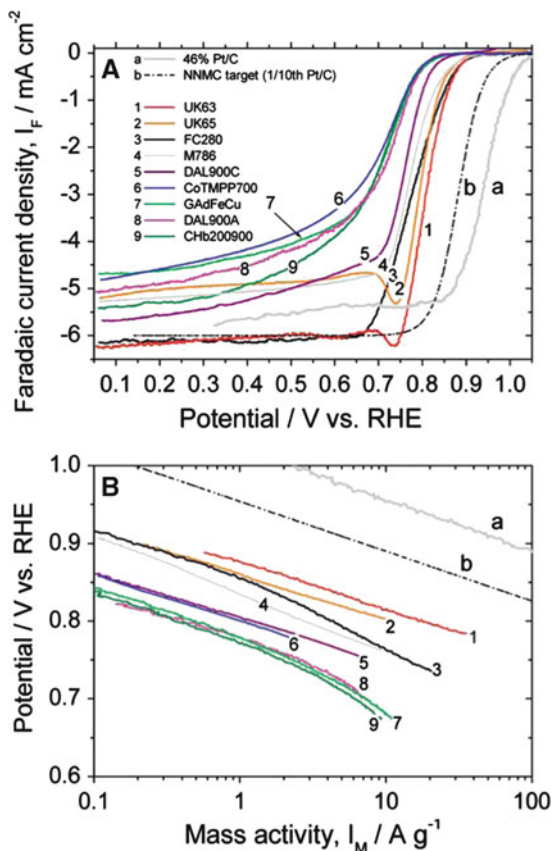 A
a 46% Pt/C
b NNMC target (1/10th Pt/C)
1 UK63
2 UK65
3 FC280
4 M786
5 DAL900C
6 CoTMPP700
7 GAdFeCu
8 DAL900A
9 CHb200900
0
-1
-2
-3
-4
-5
-6
Faradaic current density, I_F / mA cm⁻²
7
6
8
9
5
4
3
2
1
b
a
0.1 0.2 0.3 0.4 0.5 0.6 0.7 0.8 0.9 1.0
Potential / V vs. RHE
B
1.0
0.9
0.8
0.7
0.6
Potential / V vs. RHE
a
b
4
2
1
6
5
3
8
9
7
0.1 1 10 100
Mass activity, I_M / A g⁻¹